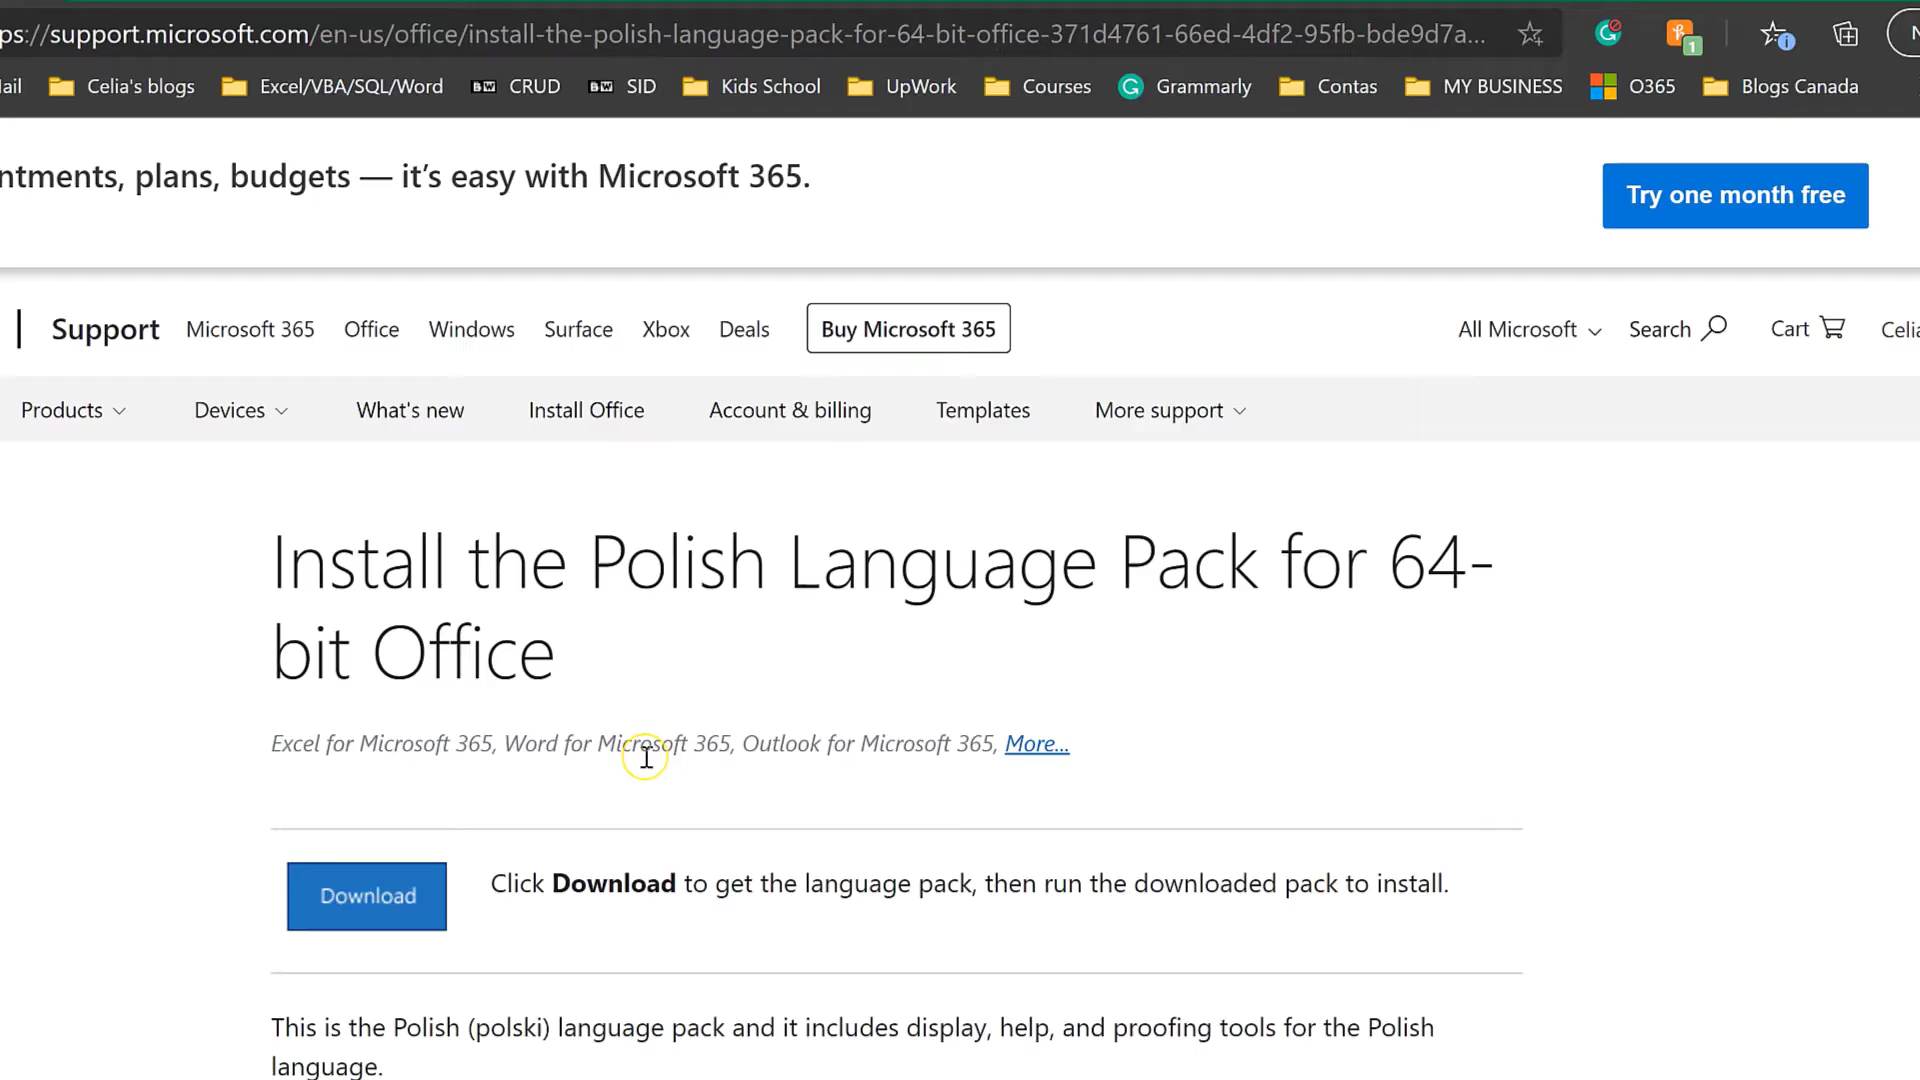 ps://support.microsoft.com/en-us/office/install-the-polish-language-pack-for-64-bit-office-371d4761-66ed-4df2-95fb-bde9d7a...
1
N
ail Celia's blogs Excel/VBA/SQL/Word BW CRUD BW SID Kids School UpWork Courses Grammarly Contas MY BUSINESS O365 Blogs Canada
ntments, plans, budgets — it's easy with Microsoft 365.
Try one month free
Support Microsoft 365 Office Windows Surface Xbox Deals Buy Microsoft 365 All Microsoft Search Cart Celia
Products Devices What's new Install Office Account & billing Templates More support
Install the Polish Language Pack for 64-
bit Office
Excel for Microsoft 365, Word for Microsoft 365, Outlook for Microsoft 365, More...
Download Click Download to get the language pack, then run the downloaded pack to install.
This is the Polish (polski) language pack and it includes display, help, and proofing tools for the Polish
language.